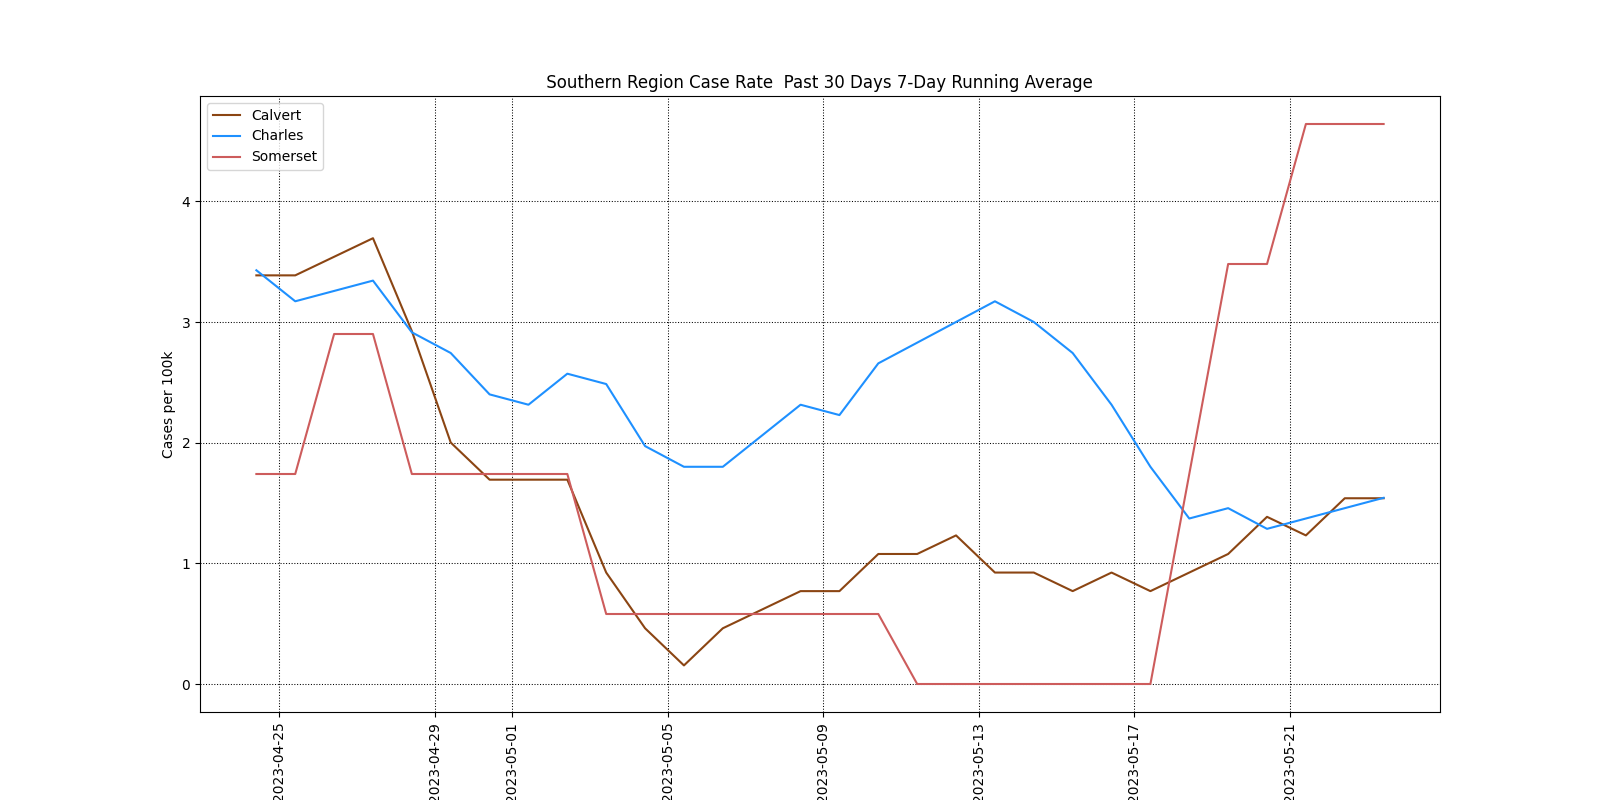 Southern Region Case Rate  Past 30 Days 7-Day Running Average
Calvert
Charles
Somerset
Cases per 100k
4
3
2
1
0
2023-04-25
2023-04-29
2023-05-01
2023-05-05
2023-05-09
2023-05-13
2023-05-17
2023-05-21